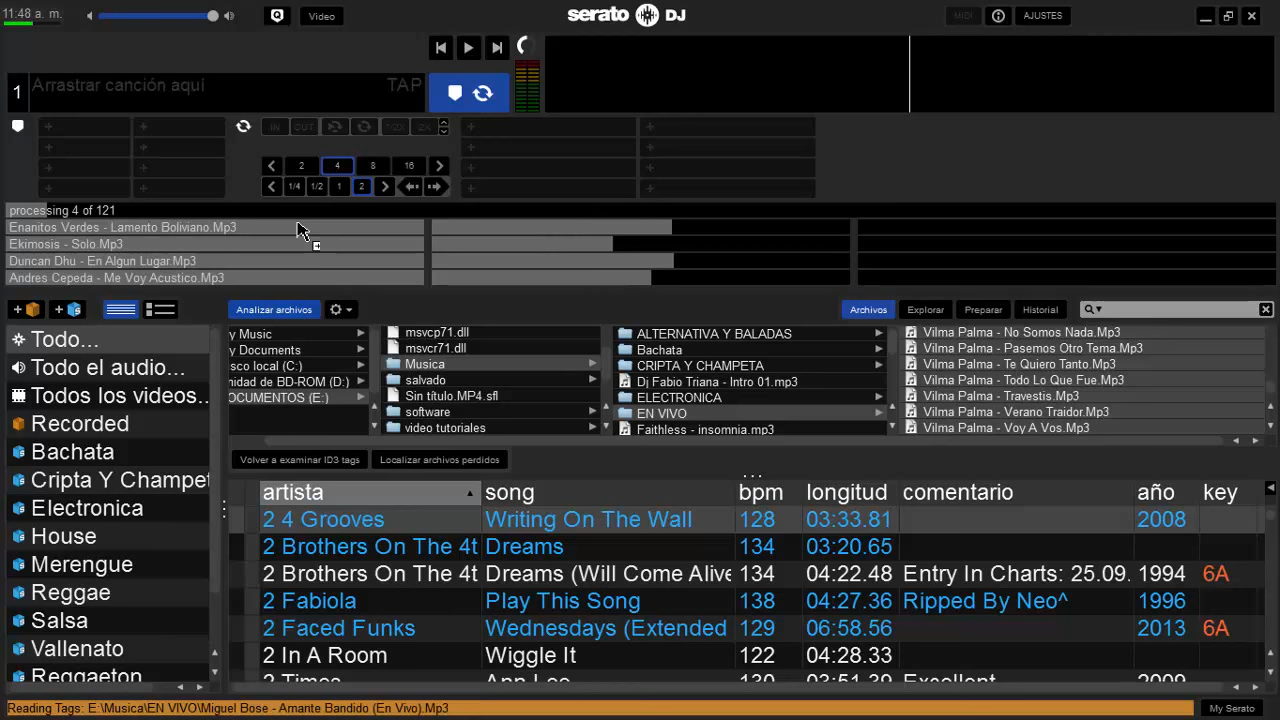 11:48 a. m.
Video
serato DJ
MIDI
AJUSTES
1
Arrastrar canción aquí
TAP
IN OUT 1/2X 2X
2 4 8 16
1/4 1/2 1 2
processing 4 of 121
Enanitos Verdes - Lamento Boliviano.Mp3
Ekimosis - Solo.Mp3
Duncan Dhu - En Algun Lugar.Mp3
Andres Cepeda - Me Voy Acustico.Mp3
Analizar archivos
Archivos
Explorar
Preparar
Historial
Todo...
Todo el audio...
Todos los videos..
Recorded
Bachata
Cripta Y Champet
Electronica
House
Merengue
Reggae
Salsa
Vallenato
Reggaeton
y Music
y Documents
sco local (C:)
nidad de BD-ROM (D:)
OCUMENTOS (E:)
msvcp71.dll
msvcr71.dll
Musica
salvado
Sin título.MP4.sfl
software
video tutoriales
ALTERNATIVA Y BALADAS
Bachata
CRIPTA Y CHAMPETA
Dj Fabio Triana - Intro 01.mp3
ELECTRONICA
EN VIVO
Faithless - insomnia.mp3
Vilma Palma - No Somos Nada.Mp3
Vilma Palma - Pasemos Otro Tema.Mp3
Vilma Palma - Te Quiero Tanto.Mp3
Vilma Palma - Todo Lo Que Fue.Mp3
Vilma Palma - Travestis.Mp3
Vilma Palma - Verano Traidor.Mp3
Vilma Palma - Voy A Vos.Mp3
Volver a examinar ID3 tags
Localizar archivos perdidos
artista song bpm longitud comentario año key
2 4 Grooves Writing On The Wall 128 03:33.81 2008
2 Brothers On The 4t Dreams 134 03:20.65
2 Brothers On The 4t Dreams (Will Come Alive 134 04:22.48 Entry In Charts: 25.09. 1994 6A
2 Fabiola Play This Song 138 04:27.36 Ripped By Neo^ 1996
2 Faced Funks Wednesdays (Extended 129 06:58.56 2013 6A
2 In A Room Wiggle It 122 04:28.33
2 Times Ann Lee 130 03:51.39 Excellent 2009
Reading Tags: E:\Musica\EN VIVO\Miguel Bose - Amante Bandido (En Vivo).Mp3
My Serato